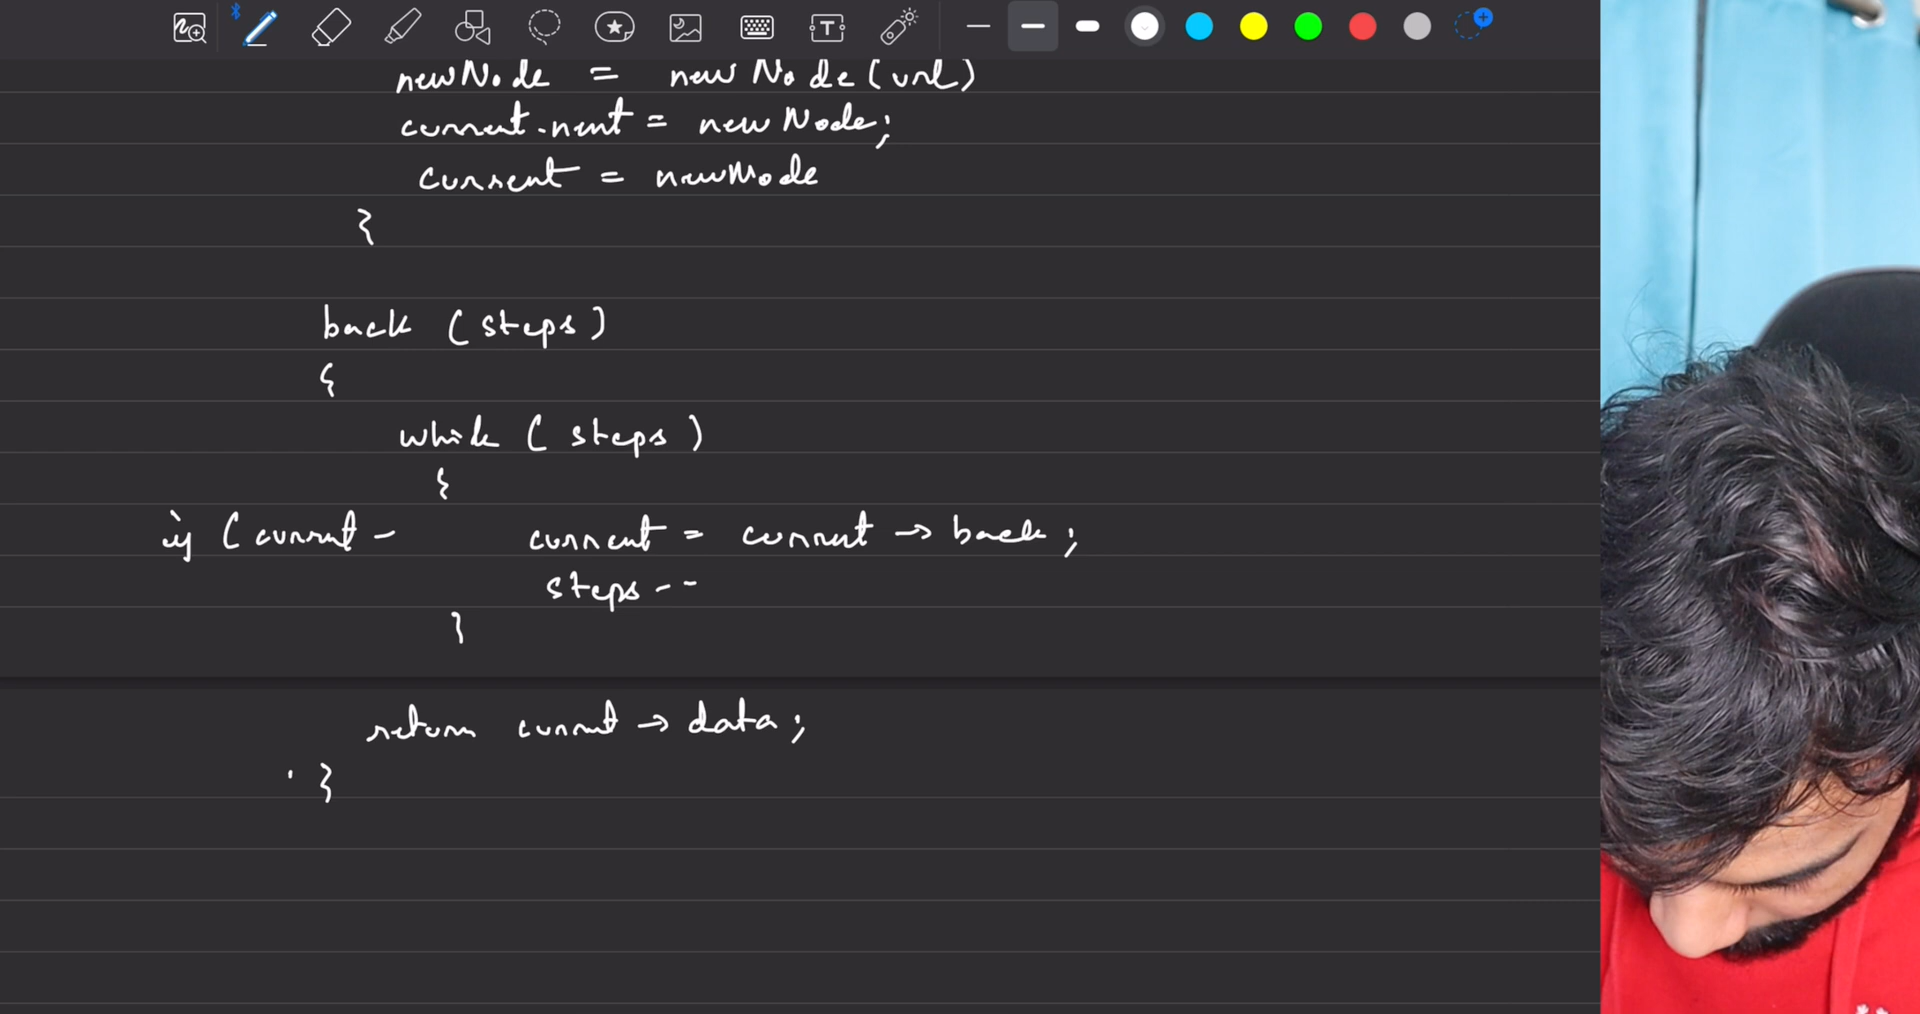 newNode = new Node(url)
current.next = newNode;
current = newNode
}
back (steps)
{
while (steps)
{
if (current - current = current → back;
steps--
}
return current → data;
}